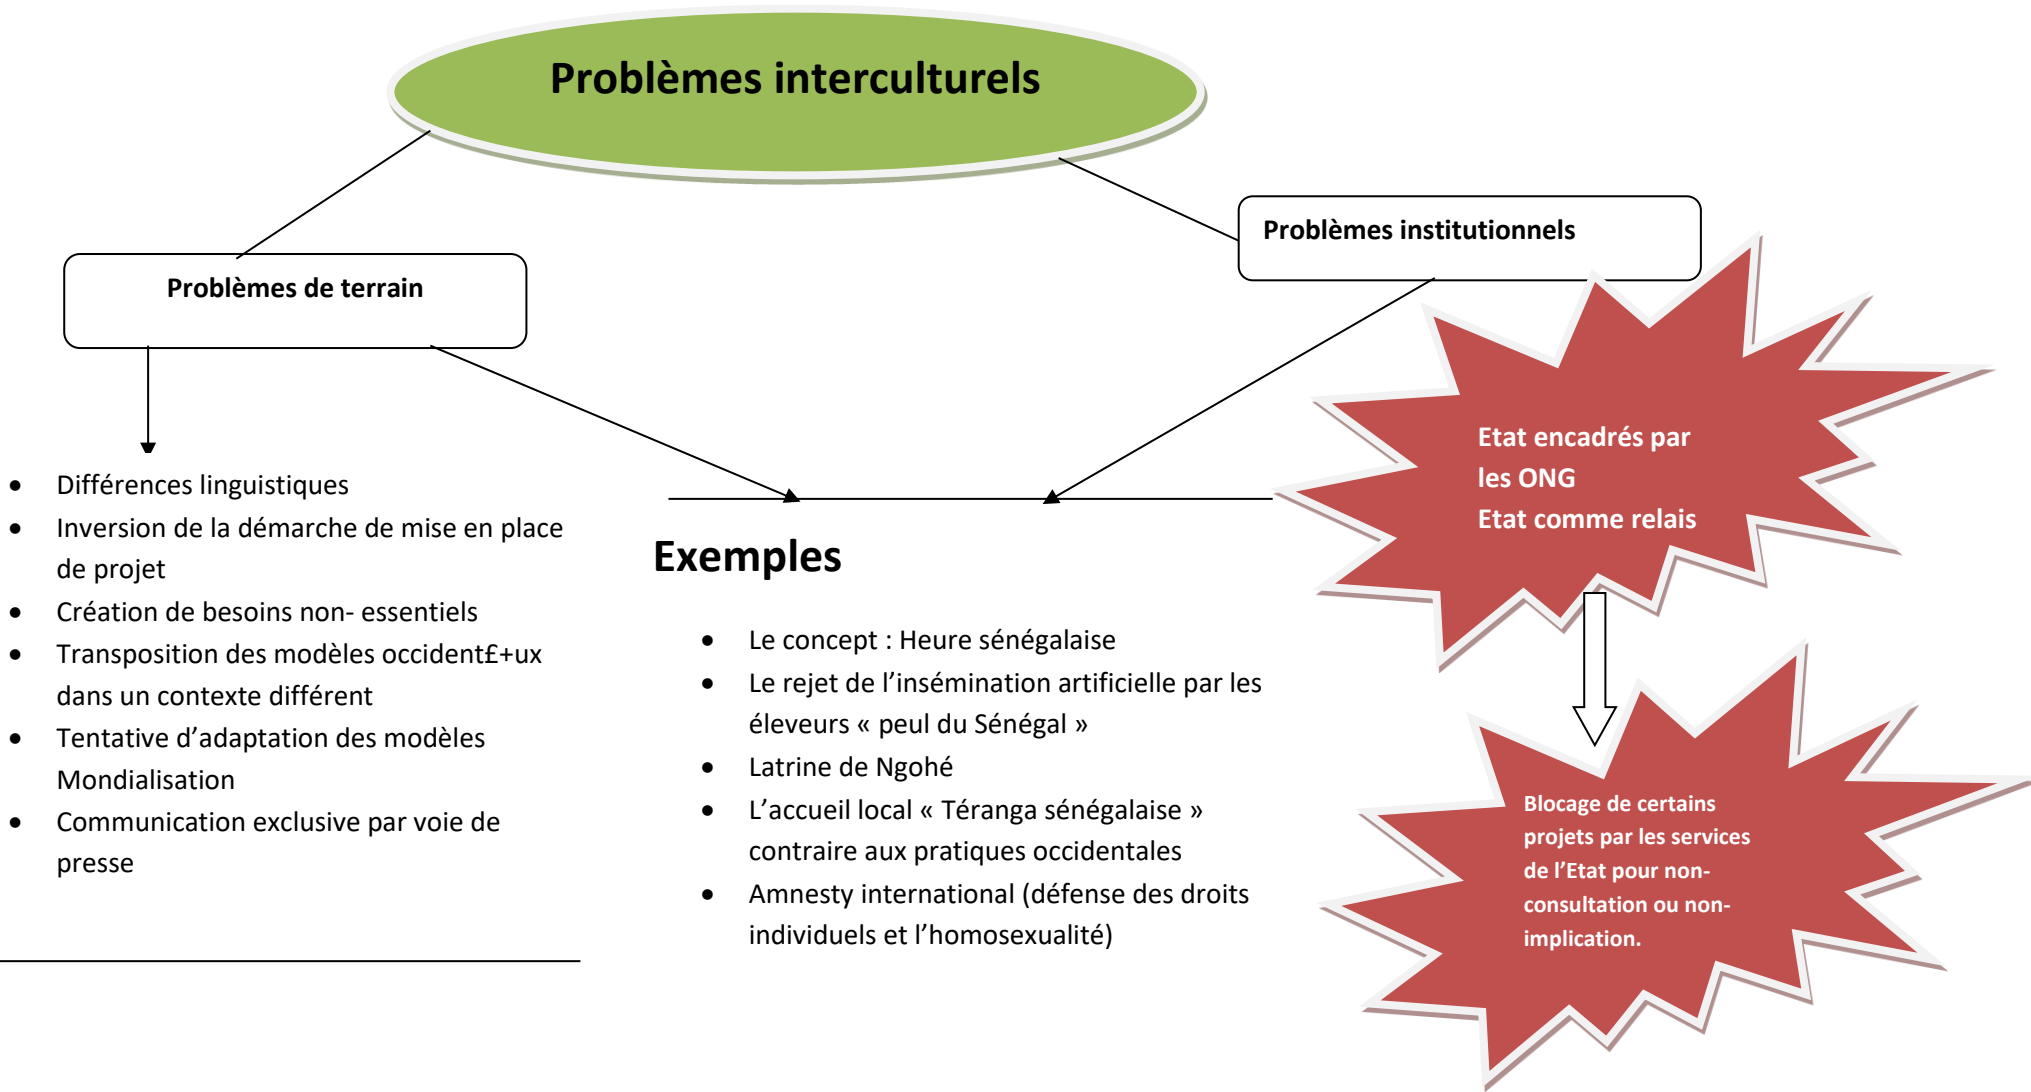 Problèmes interculturels
Problèmes institutionnels
Problèmes de terrain
• Différences linguistiques
• Inversion de la démarche de mise en place
de projet
• Création de besoins non- essentiels
• Transposition des modèles occident£+ux
dans un contexte différent
• Tentative d’adaptation des modèles
Mondialisation
• Communication exclusive par voie de
presse
Exemples
• Le concept : Heure sénégalaise
• Le rejet de l’insémination artificielle par les
éleveurs « peul du Sénégal »
• Latrine de Ngohé
• L’accueil local « Téranga sénégalaise »
contraire aux pratiques occidentales
• Amnesty international (défense des droits
individuels et l’homosexualité)
Etat encadrés par
les ONG
Etat comme relais
Blocage de certains
projets par les services
de l’Etat pour non-
consultation ou non-
implication.